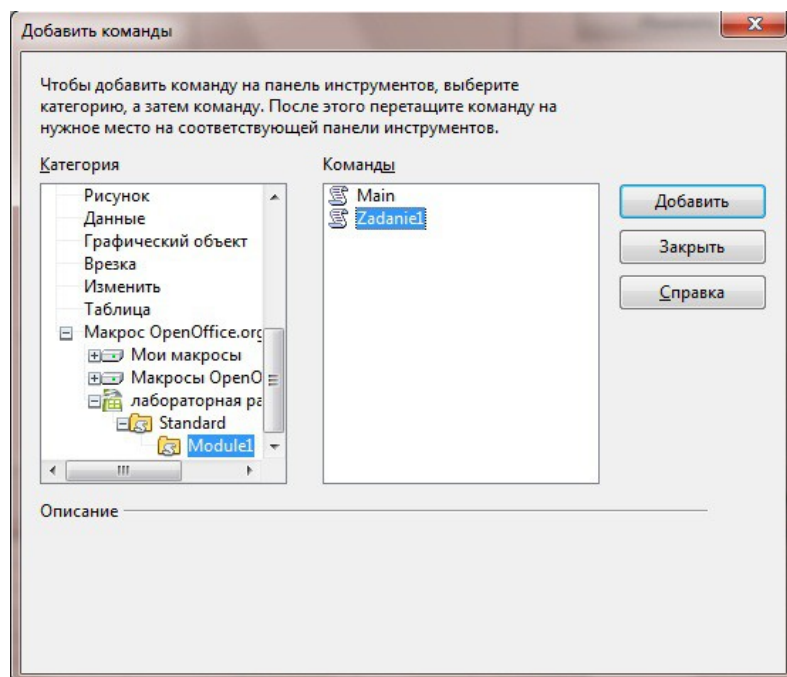 Добавить команды
Чтобы добавить команду на панель инструментов, выберите
категорию, а затем команду. После этого перетащите команду на
нужное место на соответствующей панели инструментов.
Категория
Команды
Рисунок
Данные
Графический объект
Врезка
Изменить
Таблица
Макрос OpenOffice.org
Мои макросы
Макросы OpenO
лабораторная ра
Standard
Module1
Main
Zadanie1
Добавить
Закрыть
Справка
Описание